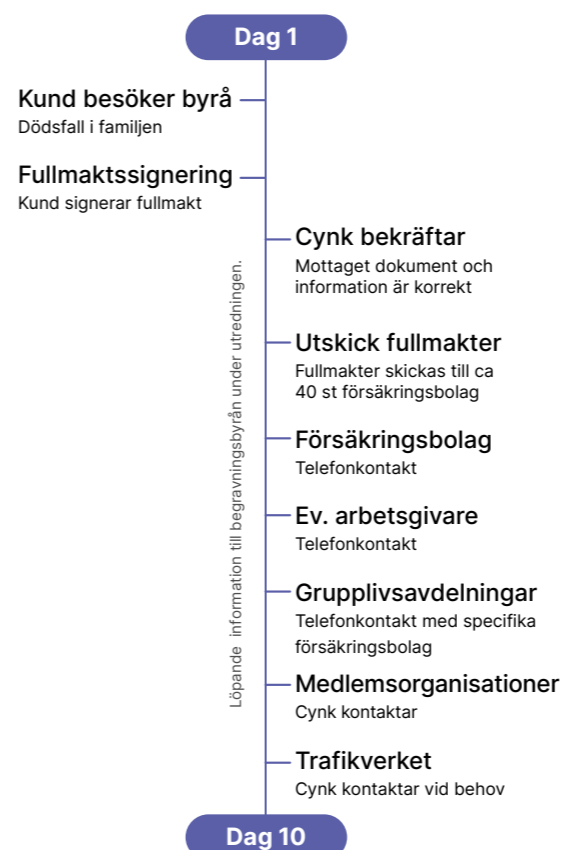 Dag 1
Kund besöker byrå
Dödsfall i familjen
Fullmaktssignering
Kund signerar fullmakt
Cynk bekräftar
Mottaget dokument och
information är korrekt
Utskick fullmakter
Fullmakter skickas till ca
40 st försäkringsbolag
Löpande information till begravningsbyrån under utredningen.
Försäkringsbolag
Telefonkontakt
Ev. arbetsgivare
Telefonkontakt
Grupplivsavdelningar
Telefonkontakt med specifika
försäkringsbolag
Medlemsorganisationer
Cynk kontaktar
Trafikverket
Cynk kontaktar vid behov
Dag 10